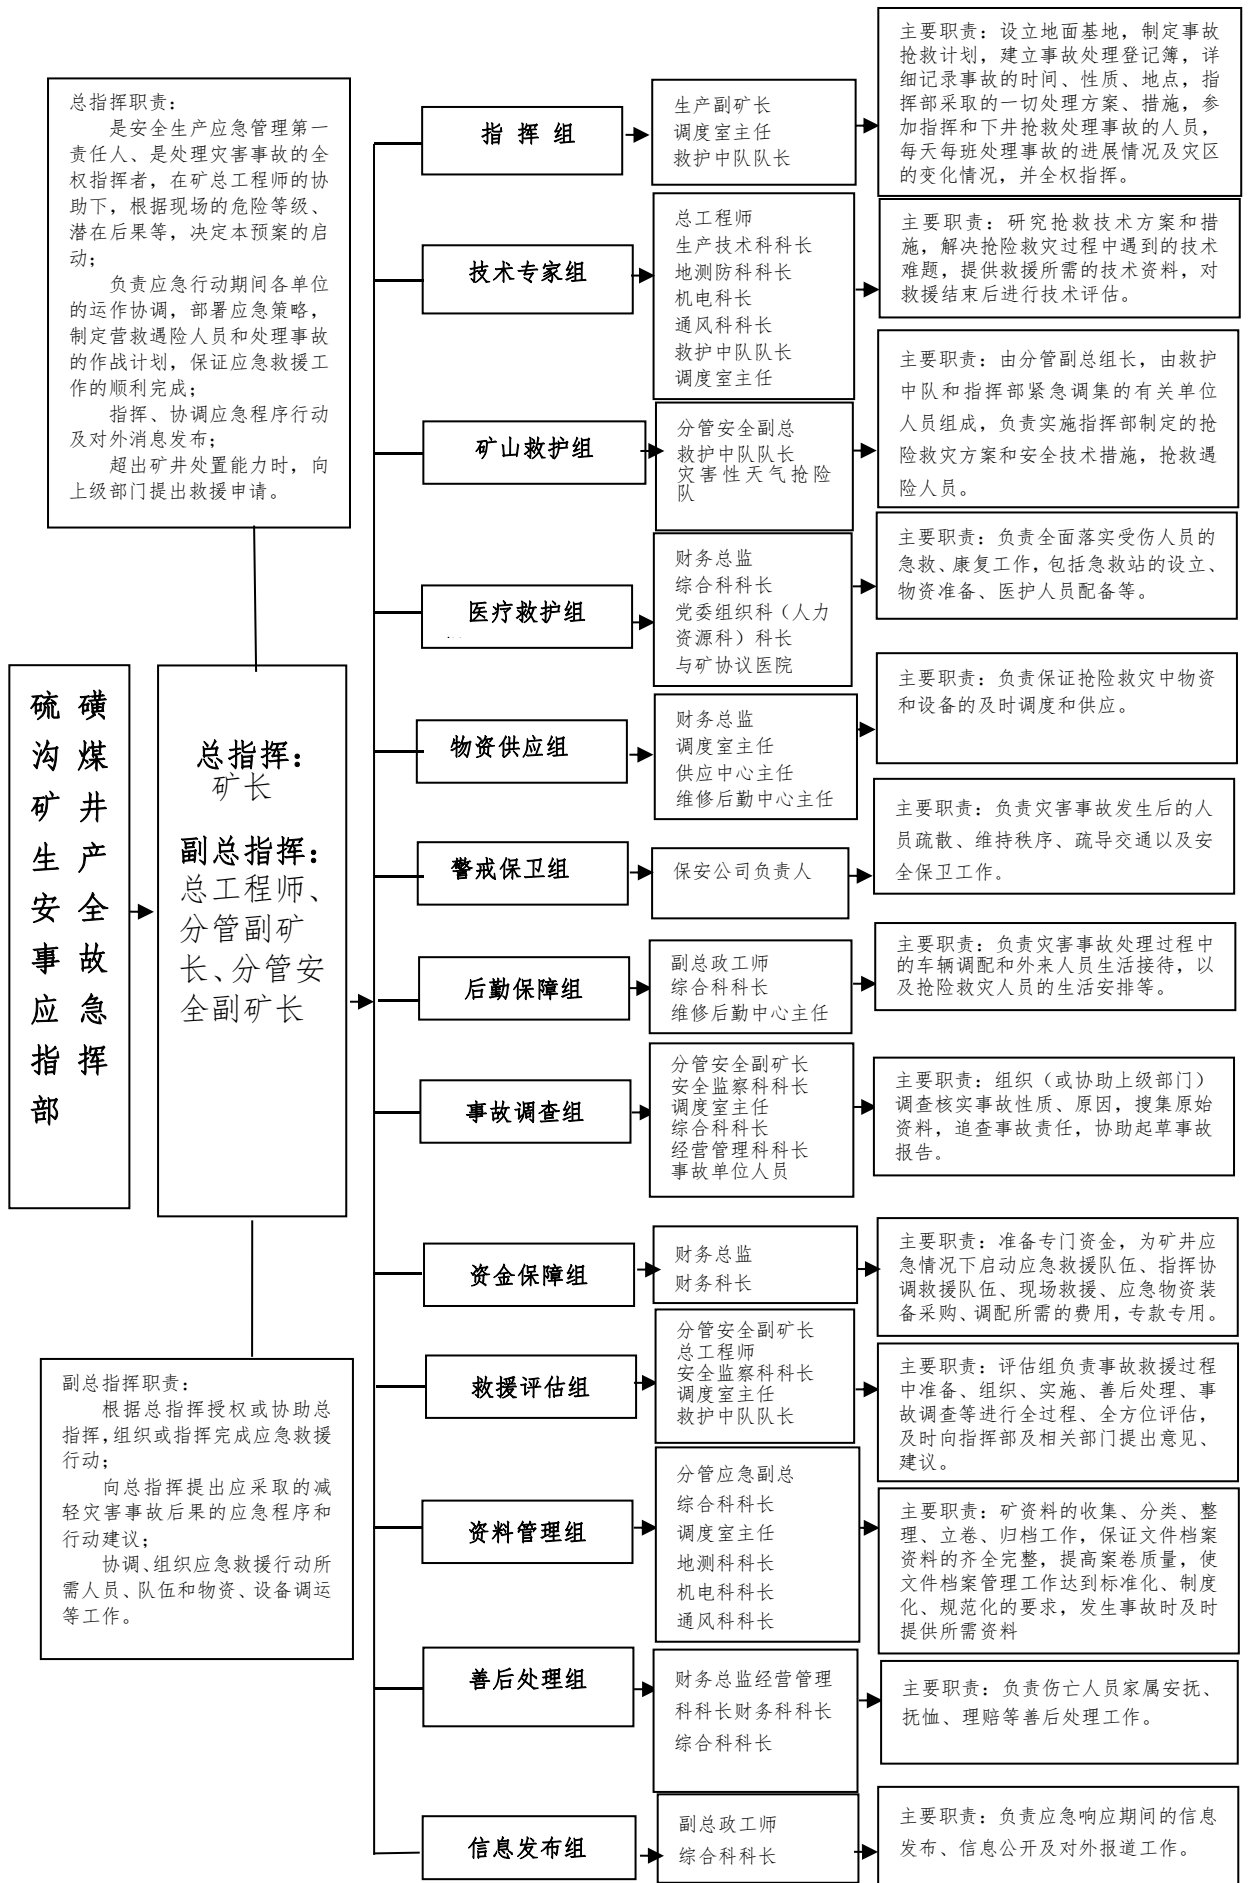 硫磺
沟煤
矿井
生产
安全
事故
应急
指挥
部
总指挥：
矿长
副总指挥：
总工程师、
分管副矿
长、分管安
全副矿长
总指挥职责：
是安全生产应急管理第一
责任人、是处理灾害事故的全
权指挥者，在矿总工程师的协
助下，根据现场的危险等级、
潜在后果等，决定本预案的启
动；
负责应急行动期间各单位
的运作协调，部署应急策略，
制定营救遇险人员和处理事故
的作战计划，保证应急救援工
作的顺利完成；
指挥、协调应急程序行动
及对外消息发布；
超出矿井处置能力时，向
上级部门提出救援申请。
副总指挥职责：
根据总指挥授权或协助总
指挥，组织或指挥完成应急救援
行动；
向总指挥提出应采取的减
轻灾害事故后果的应急程序和
行动建议；
协调、组织应急救援行动所
需人员、队伍和物资、设备调运
等工作。
指 挥 组
生产副矿长
调度室主任
救护中队队长
主要职责：设立地面基地，制定事故
抢救计划，建立事故处理登记簿，详
细记录事故的时间、性质、地点，指
挥部采取的一切处理方案、措施，参
加指挥和下井抢救处理事故的人员，
每天每班处理事故的进展情况及灾区
的变化情况，并全权指挥。
技术专家组
总工程师
生产技术科科长
地测防科科长
机电科长
通风科科长
救护中队队长
调度室主任
主要职责：研究抢救技术方案和措
施，解决抢险救灾过程中遇到的技术
难题，提供救援所需的技术资料，对
救援结束后进行技术评估。
矿山救护组
分管安全副总
救护中队队长
灾害性天气抢险
队
主要职责：由分管副总组长，由救护
中队和指挥部紧急调集的有关单位
人员组成，负责实施指挥部制定的抢
险救灾方案和安全技术措施，抢救遇
险人员。
医疗救护组
财务总监
综合科科长
党委组织科（人力
资源科）科长
与矿协议医院
主要职责：负责全面落实受伤人员的
急救、康复工作，包括急救站的设立、
物资准备、医护人员配备等。
物资供应组
财务总监
调度室主任
供应中心主任
维修后勤中心主任
主要职责：负责保证抢险救灾中物资
和设备的及时调度和供应。
警戒保卫组
保安公司负责人
主要职责：负责灾害事故发生后的人
员疏散、维持秩序、疏导交通以及安
全保卫工作。
后勤保障组
副总政工师
综合科科长
维修后勤中心主任
主要职责：负责灾害事故处理过程中
的车辆调配和外来人员生活接待，以
及抢险救灾人员的生活安排等。
事故调查组
分管安全副矿长
安全监察科科长
调度室主任
综合科科长
经营管理科科长
事故单位人员
主要职责：组织（或协助上级部门）
调查核实事故性质、原因，搜集原始
资料，追查事故责任，协助起草事故
报告。
资金保障组
财务总监
财务科长
主要职责：准备专门资金，为矿井应
急情况下启动应急救援队伍、指挥协
调救援队伍、现场救援、应急物资装
备采购、调配所需的费用，专款专用。
救援评估组
分管安全副矿长
总工程师
安全监察科科长
调度室主任
救护中队队长
主要职责：评估组负责事故救援过程
中准备、组织、实施、善后处理、事
故调查等进行全过程、全方位评估，
及时向指挥部及相关部门提出意见、
建议。
资料管理组
分管应急副总
综合科科长
调度室主任
地测科科长
机电科科长
通风科科长
主要职责：矿资料的收集、分类、整
理、立卷、归档工作，保证文件档案
资料的齐全完整，提高案卷质量，使
文件档案管理工作达到标准化、制度
化、规范化的要求，发生事故时及时
提供所需资料
善后处理组
财务总监经营管理
科科长财务科科长
综合科科长
主要职责：负责伤亡人员家属安抚、
抚恤、理赔等善后处理工作。
信息发布组
副总政工师
综合科科长
主要职责：负责应急响应期间的信息
发布、信息公开及对外报道工作。